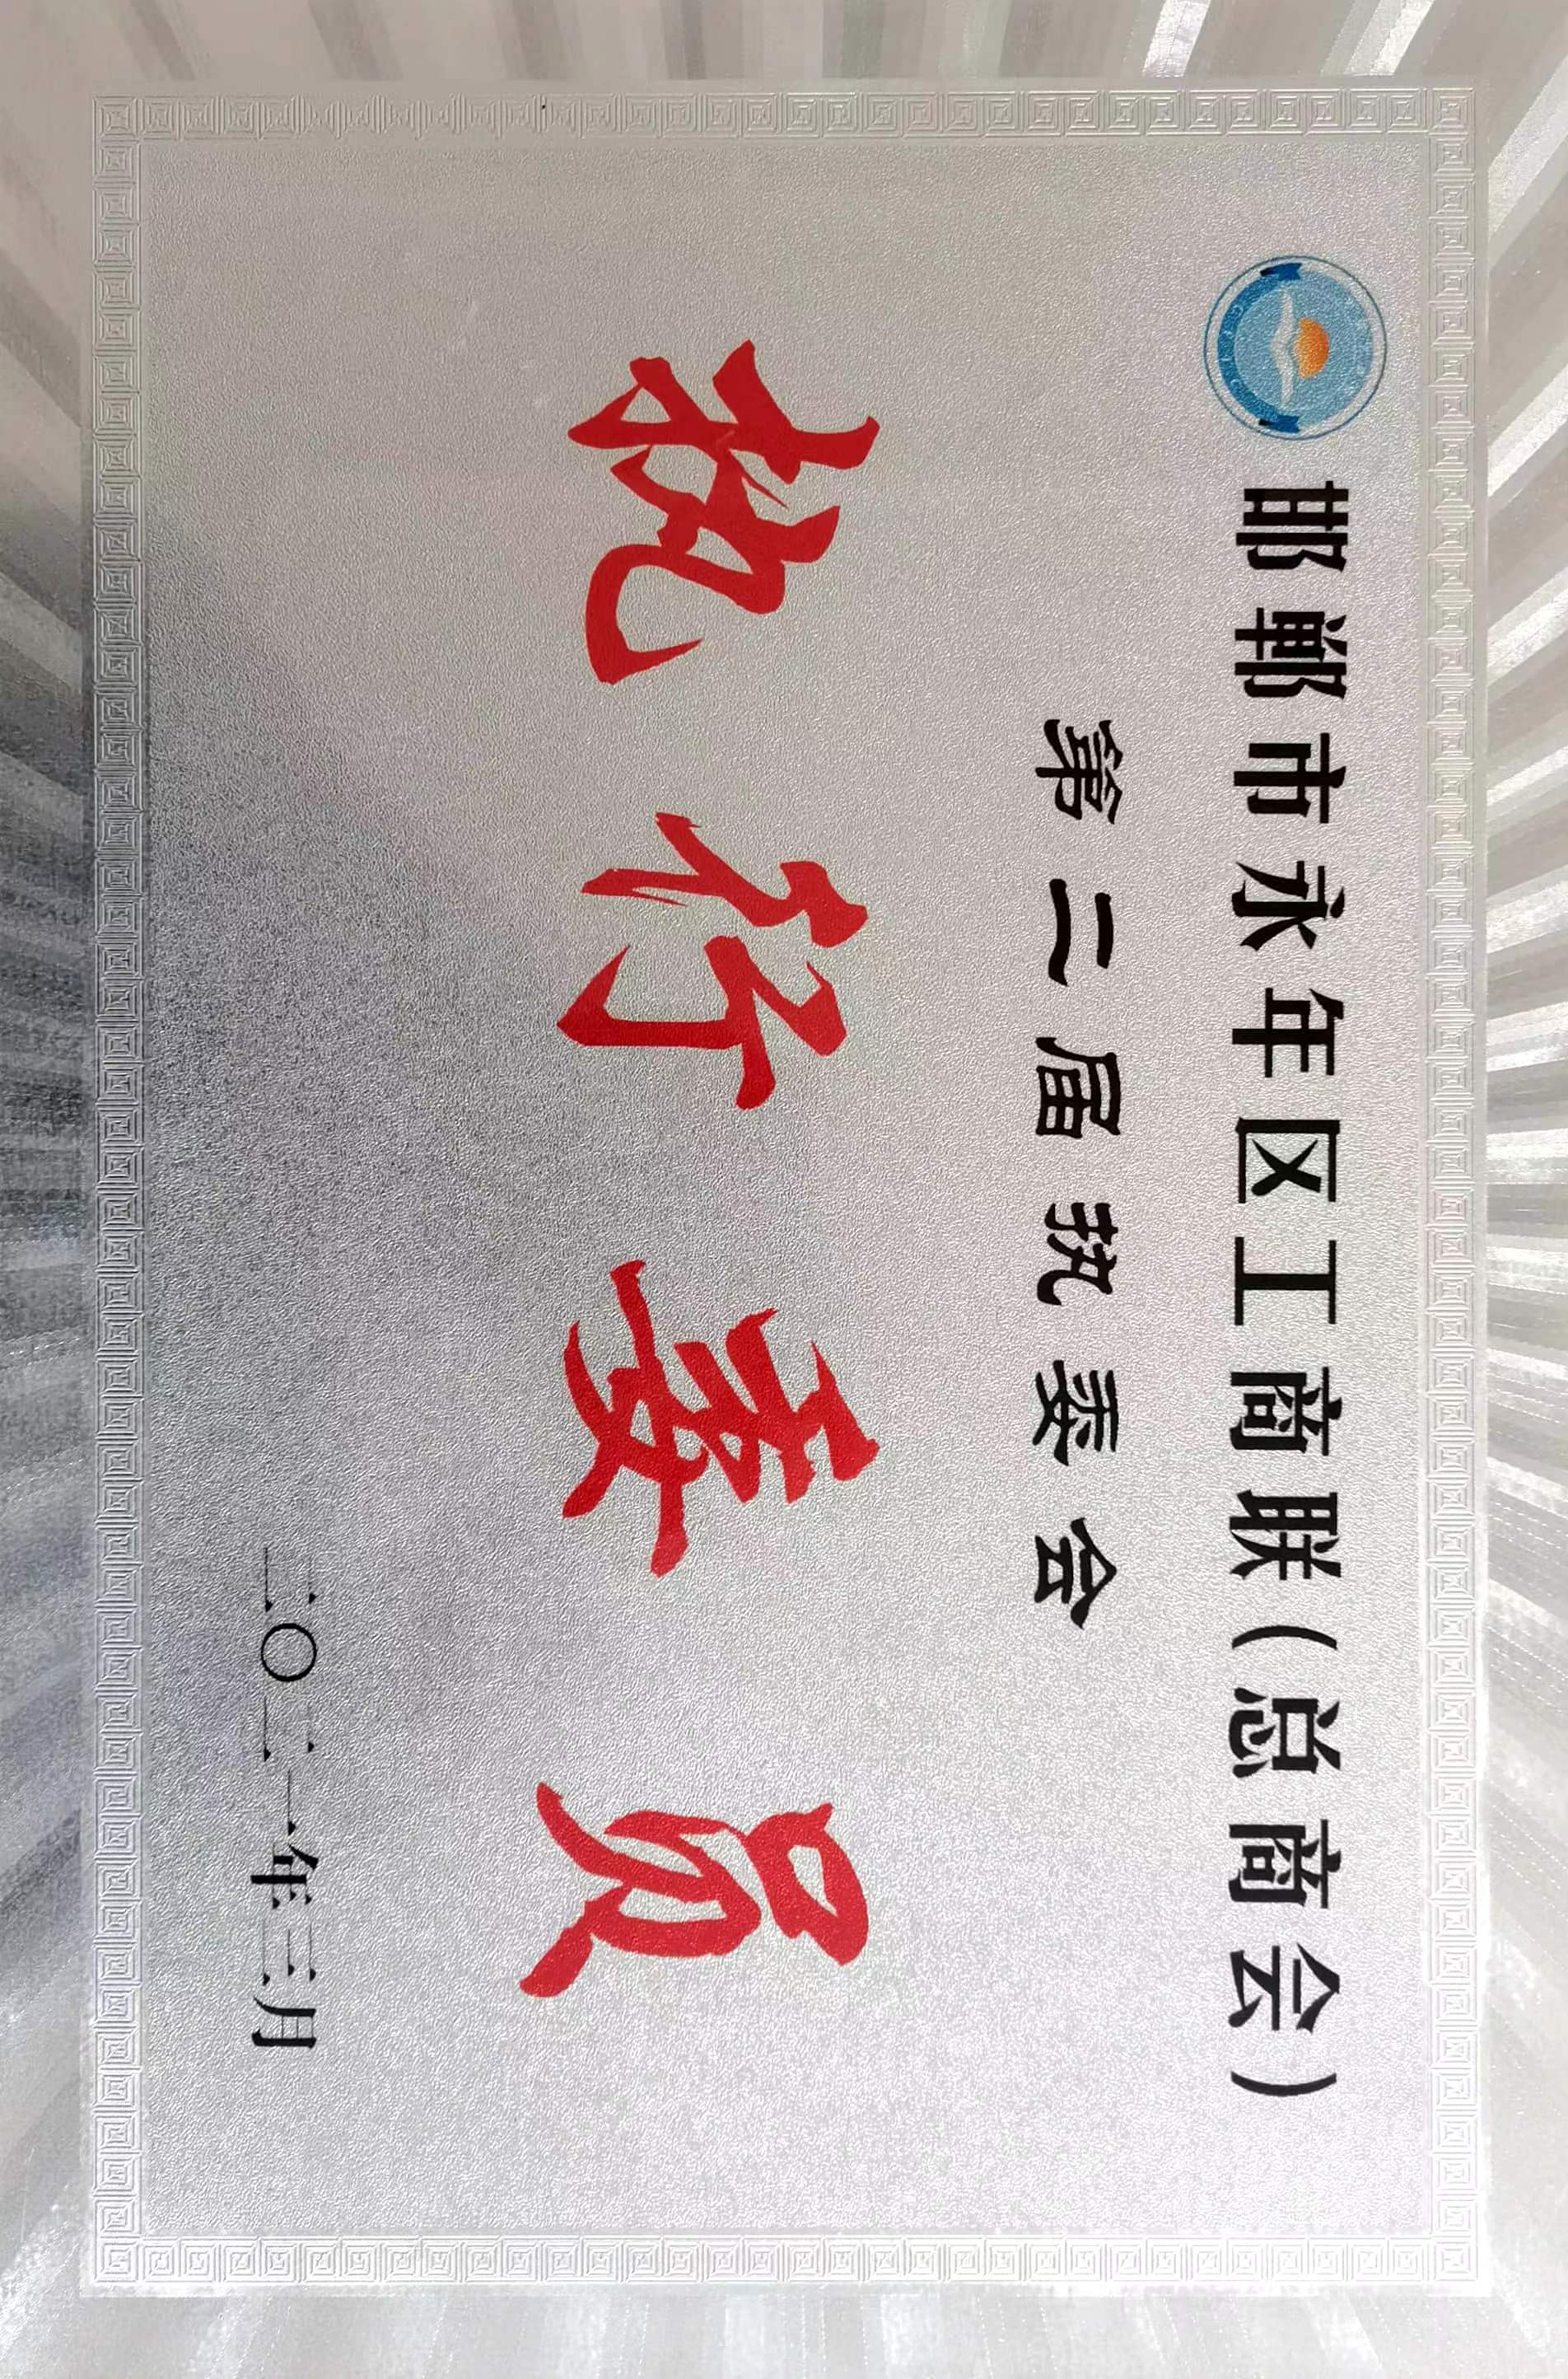 邯郸市永年区工商联(总商会)
第二届执委会
执行委员
二〇二一年三月